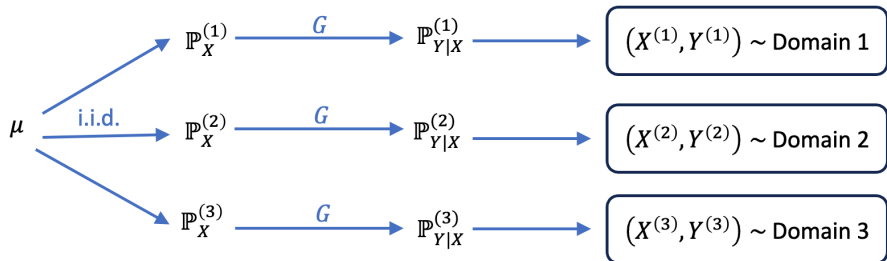 ℙ_X^{(1)} G ℙ_{Y|X}^{(1)} (X^{(1)}, Y^{(1)}) ~ Domain 1
μ i.i.d. ℙ_X^{(2)} G ℙ_{Y|X}^{(2)} (X^{(2)}, Y^{(2)}) ~ Domain 2
ℙ_X^{(3)} G ℙ_{Y|X}^{(3)} (X^{(3)}, Y^{(3)}) ~ Domain 3